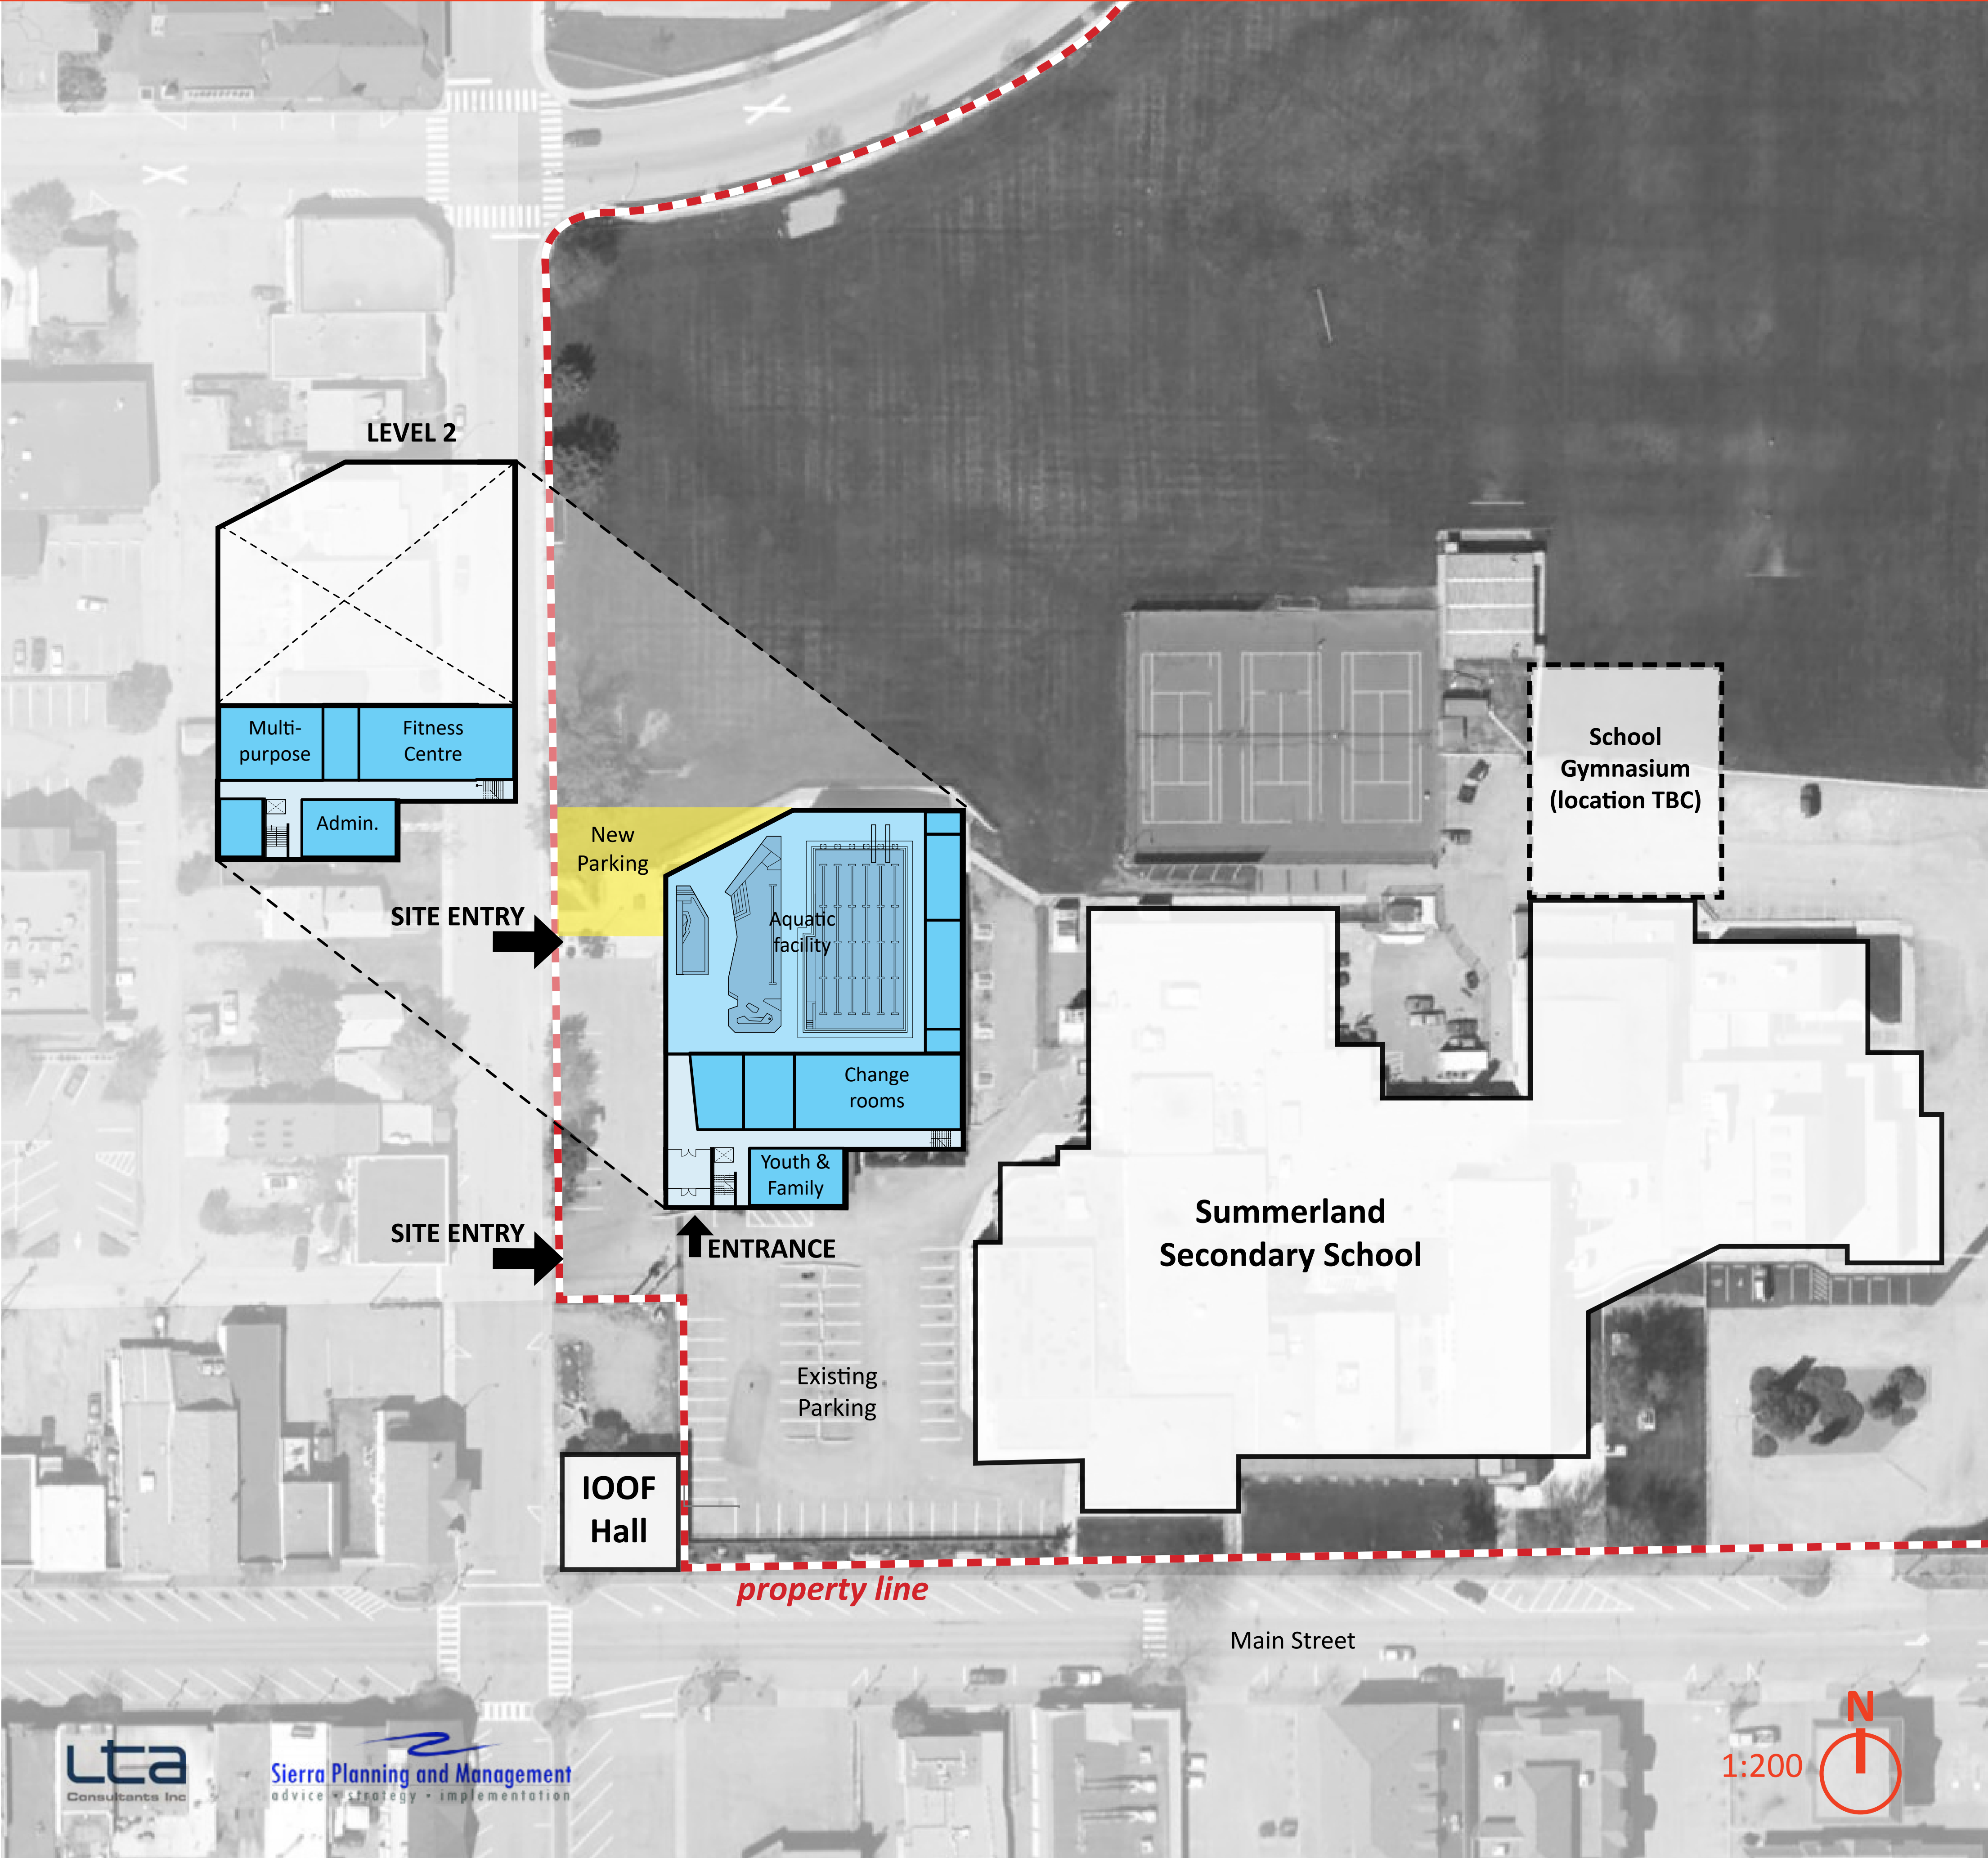 LEVEL 2
Multi-
purpose
Fitness
Centre
Admin.
School
Gymnasium
(location TBC)
New
Parking
SITE ENTRY
Aquatic
facility
Change
rooms
Youth &
Family
SITE ENTRY
ENTRANCE
Summerland
Secondary School
Existing
Parking
IOOF
Hall
property line
Main Street
N
1:200
lta
Consultants Inc
Sierra Planning and Management
advice • strategy • implementation